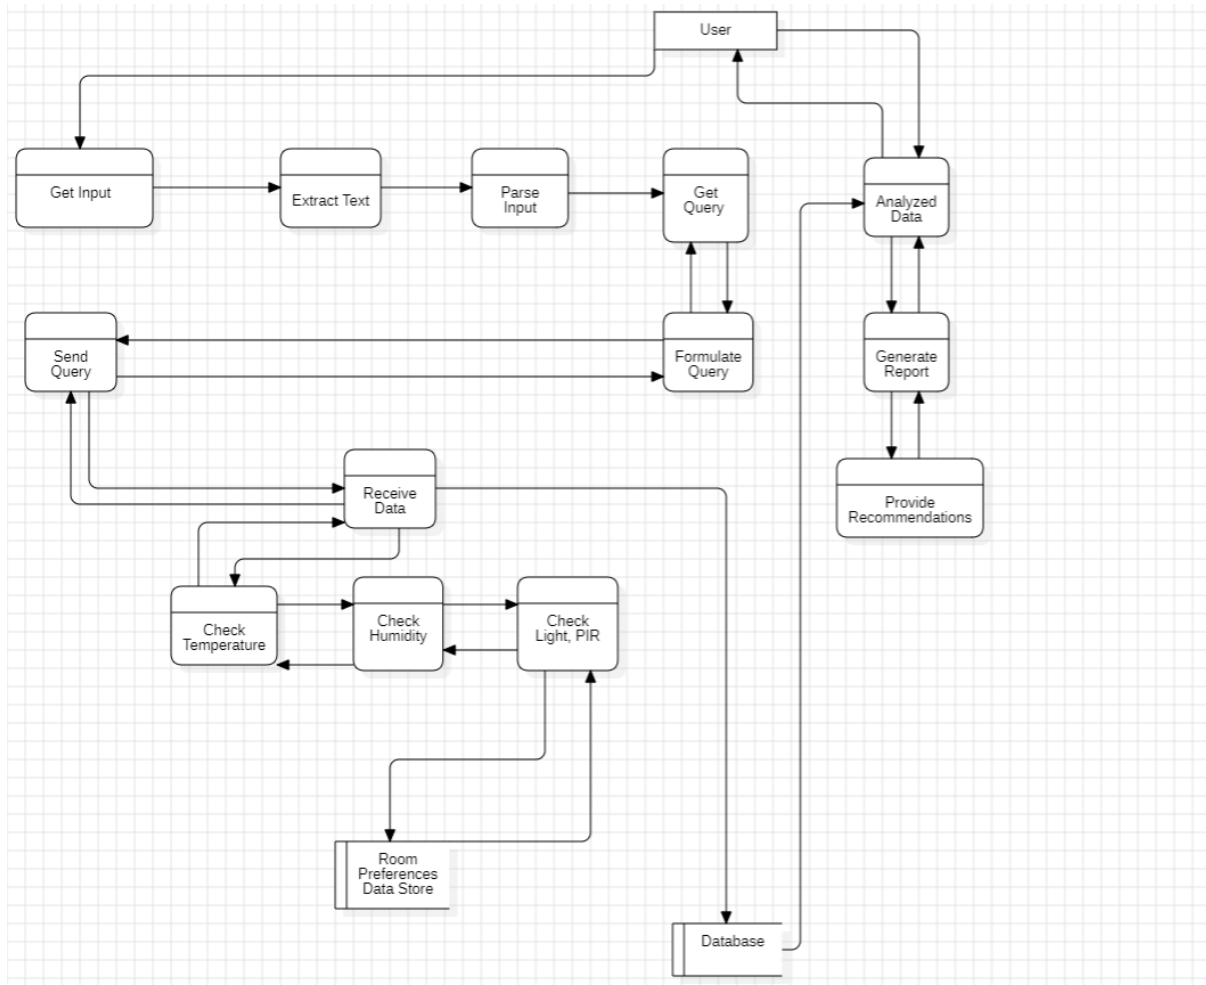 User
Get Input
Extract Text
Parse
Input
Get
Query
Analyzed
Data
Send
Query
Formulate
Query
Generate
Report
Receive
Data
Provide
Recommendations
Check
Temperature
Check
Humidity
Check
Light, PIR
Room
Preferences
Data Store
Database